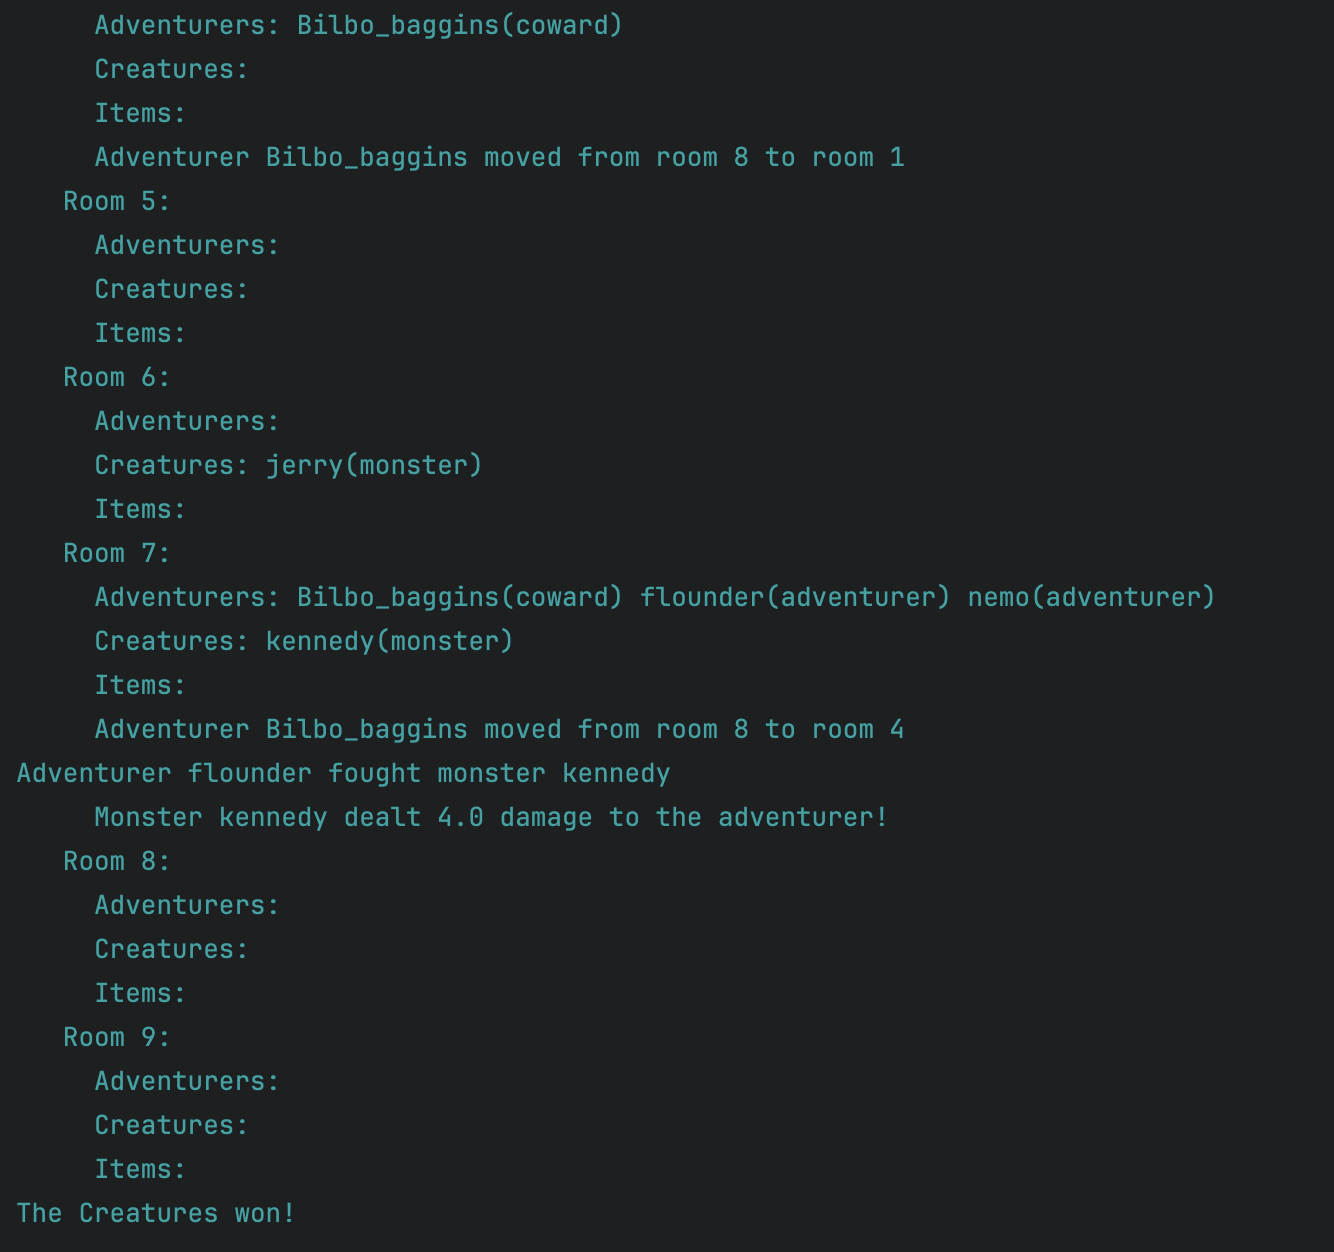 Adventurers: Bilbo_baggins(coward)
Creatures:
Items:
Adventurer Bilbo_baggins moved from room 8 to room 1
Room 5:
Adventurers:
Creatures:
Items:
Room 6:
Adventurers:
Creatures: jerry(monster)
Items:
Room 7:
Adventurers: Bilbo_baggins(coward) flounder(adventurer) nemo(adventurer)
Creatures: kennedy(monster)
Items:
Adventurer Bilbo_baggins moved from room 8 to room 4
Adventurer flounder fought monster kennedy
Monster kennedy dealt 4.0 damage to the adventurer!
Room 8:
Adventurers:
Creatures:
Items:
Room 9:
Adventurers:
Creatures:
Items:
The Creatures won!